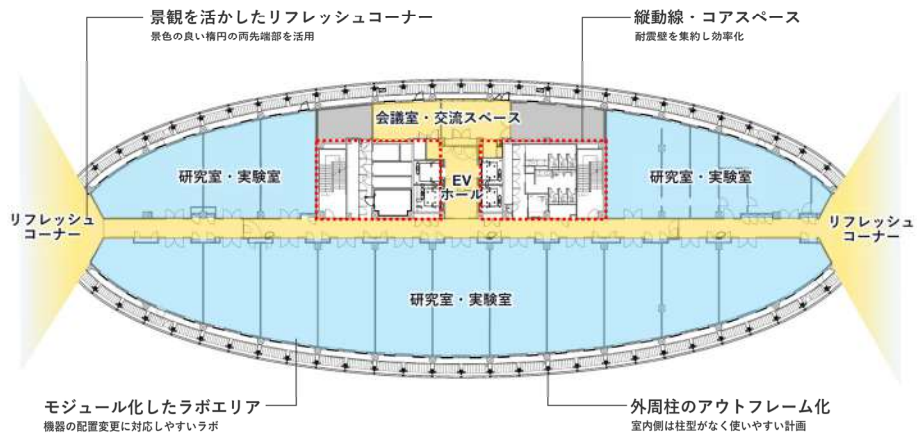 景観を活かしたリフレッシュコーナー
景色の良い楕円の両先端部を活用
縦動線・コアスペース
耐震壁を集約し効率化
会議室・交流スペース
研究室・実験室
EV
ホール
研究室・実験室
リフレッシュ
コーナー
リフレッシュ
コーナー
研究室・実験室
モジュール化したラボエリア
機器の配置変更に対応しやすいラボ
外周柱のアウトフレーム化
室内側は柱型がなく使いやすい計画